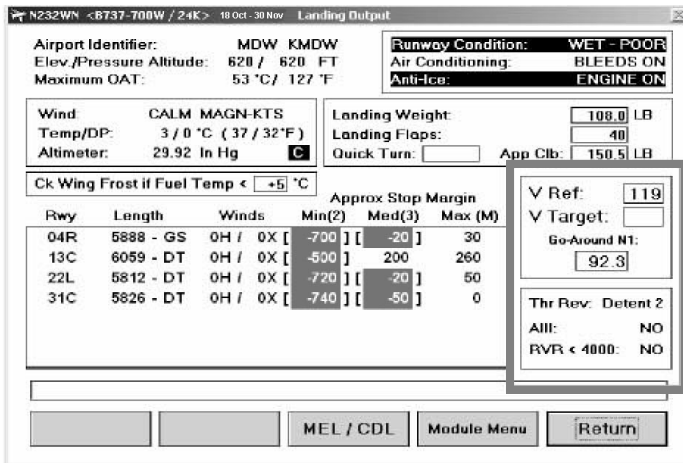 N232WN <B737-700W / 24K> 18 Oct - 30 Nov Landing Output
Airport Identifier: MDW KMDW
Elev./Pressure Altitude: 620 / 620 FT
Maximum OAT: 53 °C/ 127 °F
Runway Condition: WET - POOR
Air Conditioning: BLEEDS ON
Anti-Ice: ENGINE ON
Wind: CALM MAGN-KTS
Temp/DP: 3 / 0 °C ( 37 / 32°F )
Altimeter: 29.92 In Hg C
Landing Weight: 108.0 LB
Landing Flaps: 40
Quick Turn: App Clb: 150.5 LB
Ck Wing Frost if Fuel Temp < +5 °C
Approx Stop Margin
Rwy Length Winds Min(2) Med(3) Max (M)
04R 5888 - GS 0H / 0X [ -700 ] [ -20 ] 30
13C 6059 - DT 0H / 0X [ -500 ] 200 260
22L 5812 - DT 0H / 0X [ -720 ] [ -20 ] 50
31C 5826 - DT 0H / 0X [ -740 ] [ -50 ] 0
V Ref: 119
V Target:
Go-Around N1:
92.3
Thr Rev: Detent 2
AIII: NO
RVR < 4000: NO
MEL / CDL Module Menu Return